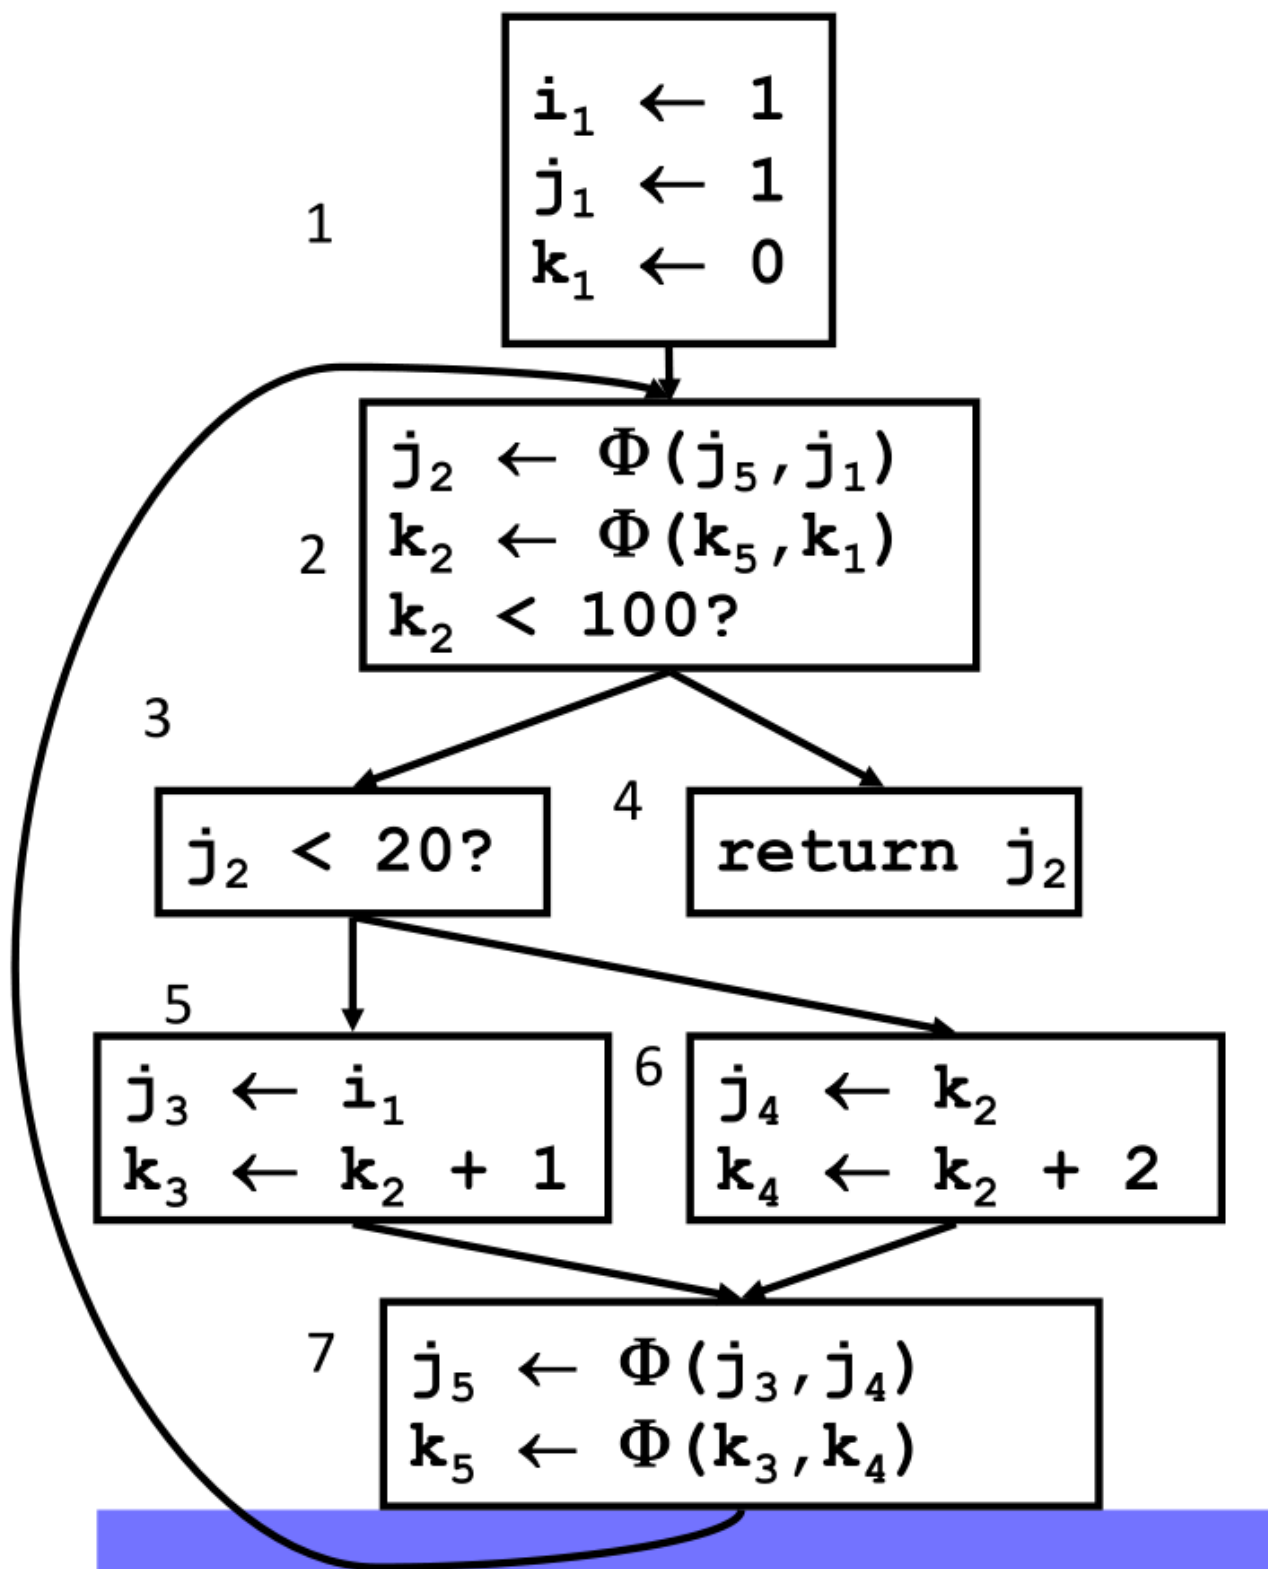 i₁ ← 1
j₁ ← 1
1
k₁ ← 0
j₂ ← Φ(j₅,j₁)
2
k₂ ← Φ(k₅,k₁)
k₂ < 100?
3
j₂ < 20?
4
return j₂
5
j₃ ← i₁
k₃ ← k₂ + 1
6
j₄ ← k₂
k₄ ← k₂ + 2
7
j₅ ← Φ(j₃,j₄)
k₅ ← Φ(k₃,k₄)